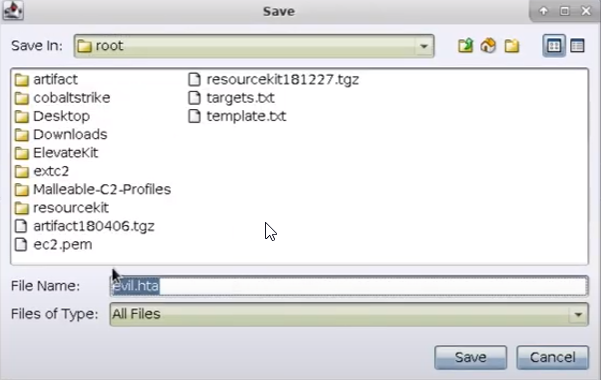 Save
Save In: root
artifact
cobaltstrike
Desktop
Downloads
ElevateKit
extc2
Malleable-C2-Profiles
resourcekit
artifact180406.tgz
ec2.pem
resourcekit181227.tgz
targets.txt
template.txt
File Name: evil.hta
Files of Type: All Files
Save Cancel